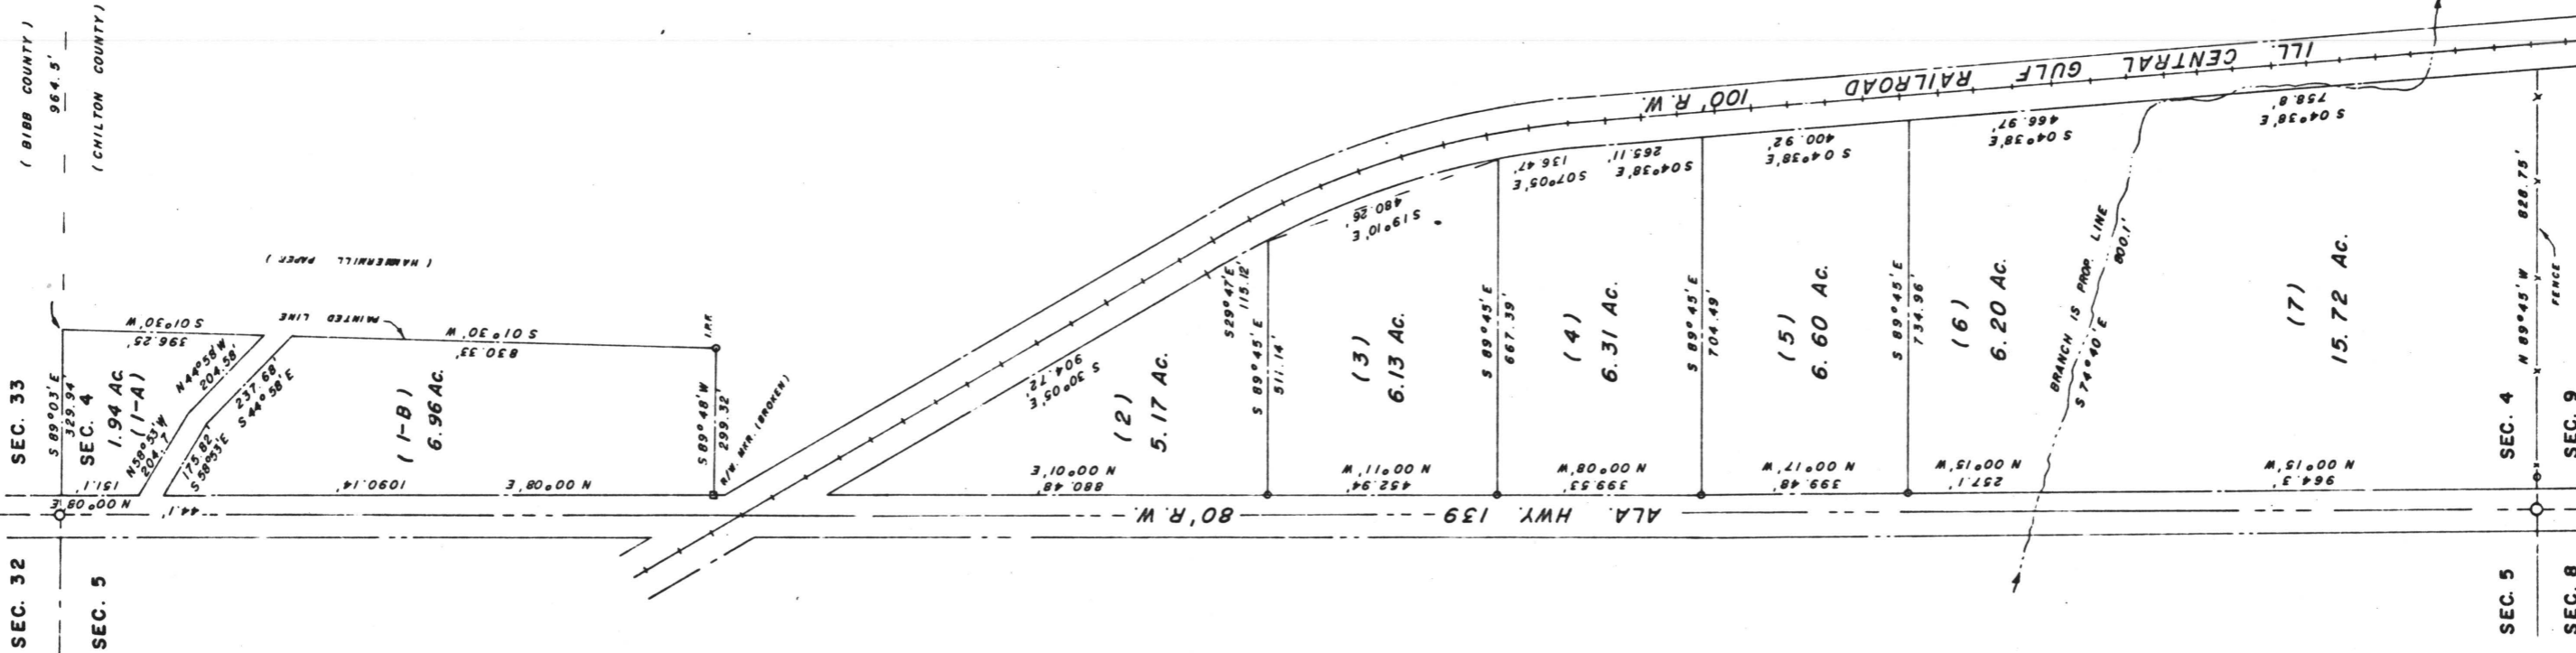 ( BIBB COUNTY )
964.5'
( CHILTON COUNTY )
SEC. 33
S 89°03' E
329.94'
SEC. 4
1.94 Ac.
(1-A)
S 01°30' W
396.25'
N 44°58' W
204.58'
N 58°53' W
204.7'
N 00°08' E
151.1'
44.1'
237.68'
S 44°58' E
175.82'
S 58°53' E
( HAMMERMILL PAPER )
PAINTED LINE
S 01°30' W
830.33'
(1-B)
6.96 Ac.
1090.14'
N 00°08' E
I.P.F.
S 89°48' W
299.32'
R/W. MKR. (BROKEN)
SEC. 32
SEC. 5
S 30°05' E
904.72'
(2)
5.17 Ac.
N 00°01' E
880.48'
S 29°47' E
115.12'
S 89°45' E
511.14'
S 19°10' E
480.26'
(3)
6.13 Ac.
N 00°11' W
452.94'
S 89°45' E
667.39'
S 07°05' E
136.47'
S 04°38' E
265.11'
(4)
6.31 Ac.
N 00°08' W
399.53'
S 89°45' E
704.49'
S 04°38' E
400.92'
(5)
6.60 Ac.
N 00°17' W
399.48'
S 89°45' E
734.96'
S 04°38' E
466.97'
(6)
6.20 Ac.
N 00°15' W
257.1'
BRANCH IS PROP. LINE
S 74°40' E
800.1'
S 04°38' E
758.8'
(7)
15.72 Ac.
N 00°15' W
964.3'
N 89°45' W
828.75'
FENCE
ILL. CENTRAL GULF RAILROAD 100' R.W.
ALA. HWY. 139 80' R.W.
SEC. 4
SEC. 9
SEC. 5
SEC. 8